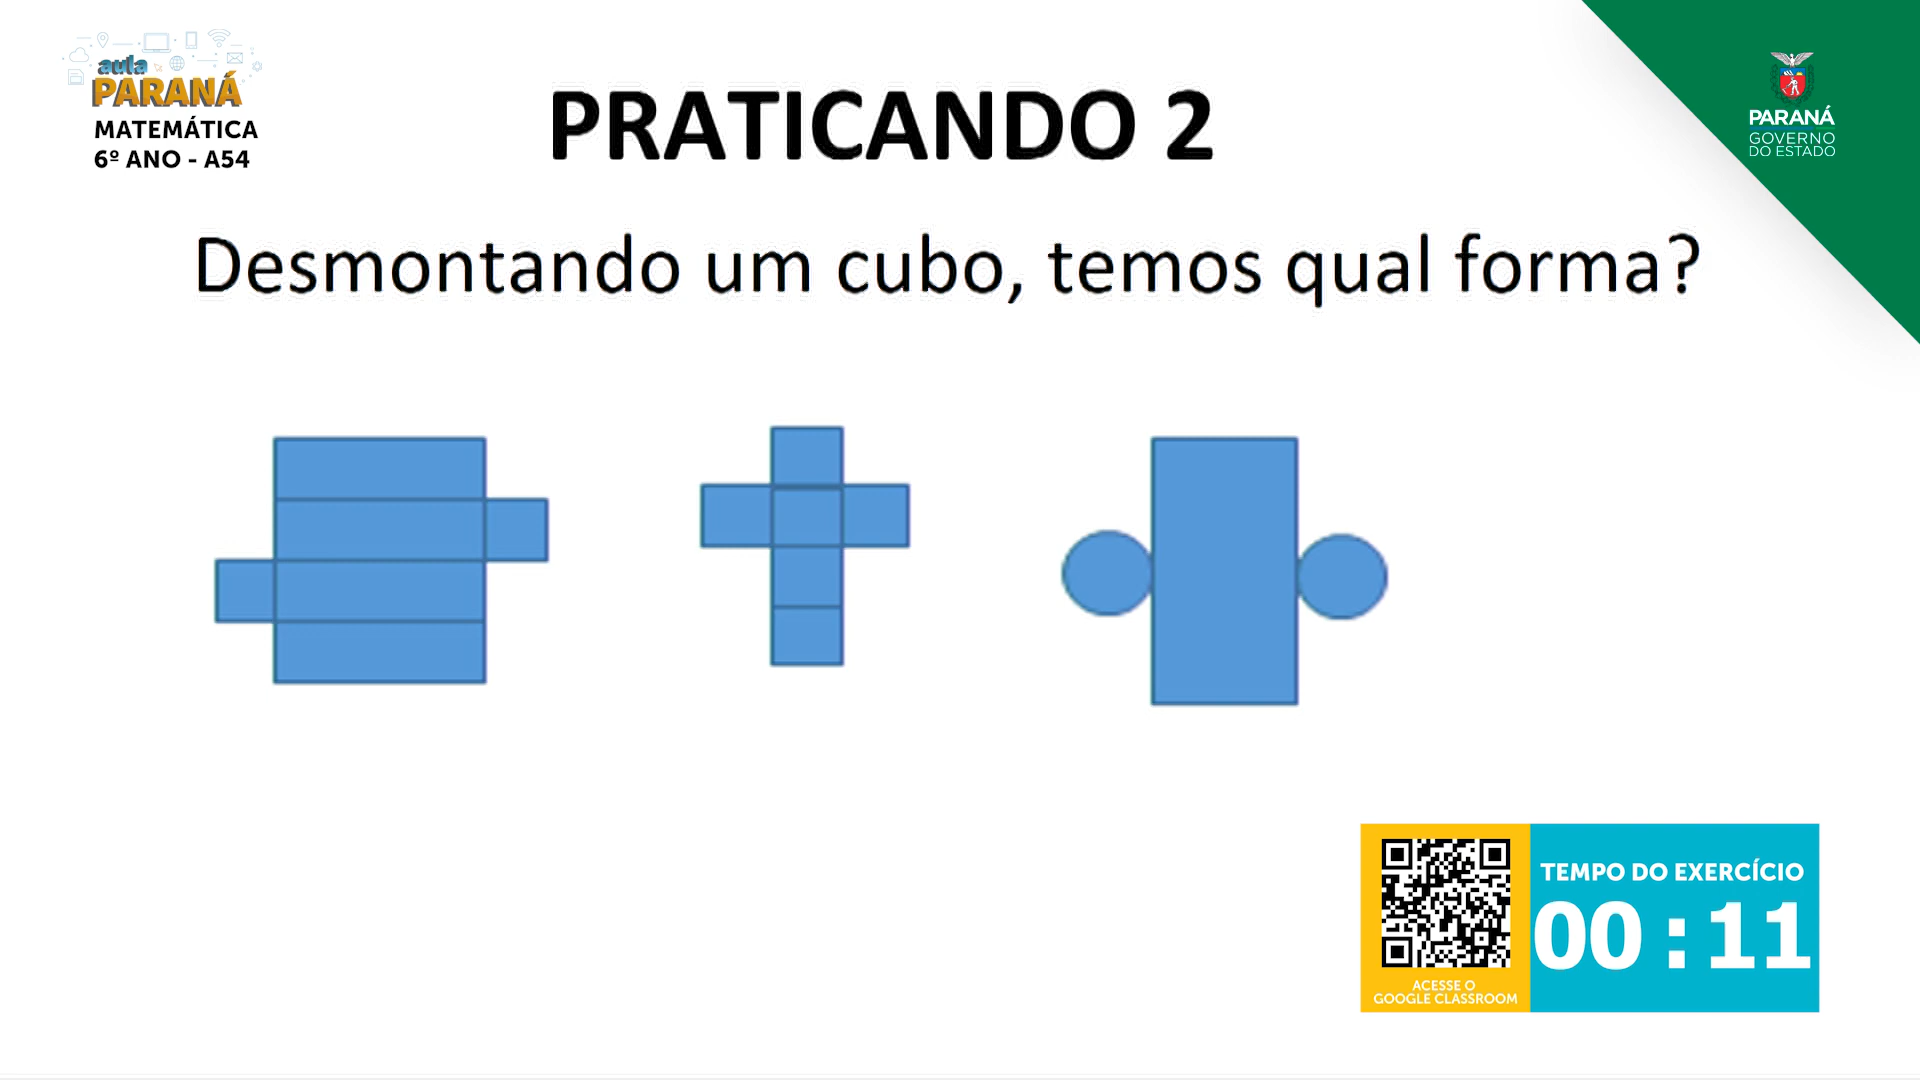 aula
PARANÁ
MATEMÁTICA
6º ANO - A54
PRATICANDO 2
PARANÁ
GOVERNO
DO ESTADO
Desmontando um cubo, temos qual forma?
TEMPO DO EXERCÍCIO
00:11
ACESSE O
GOOGLE CLASSROOM